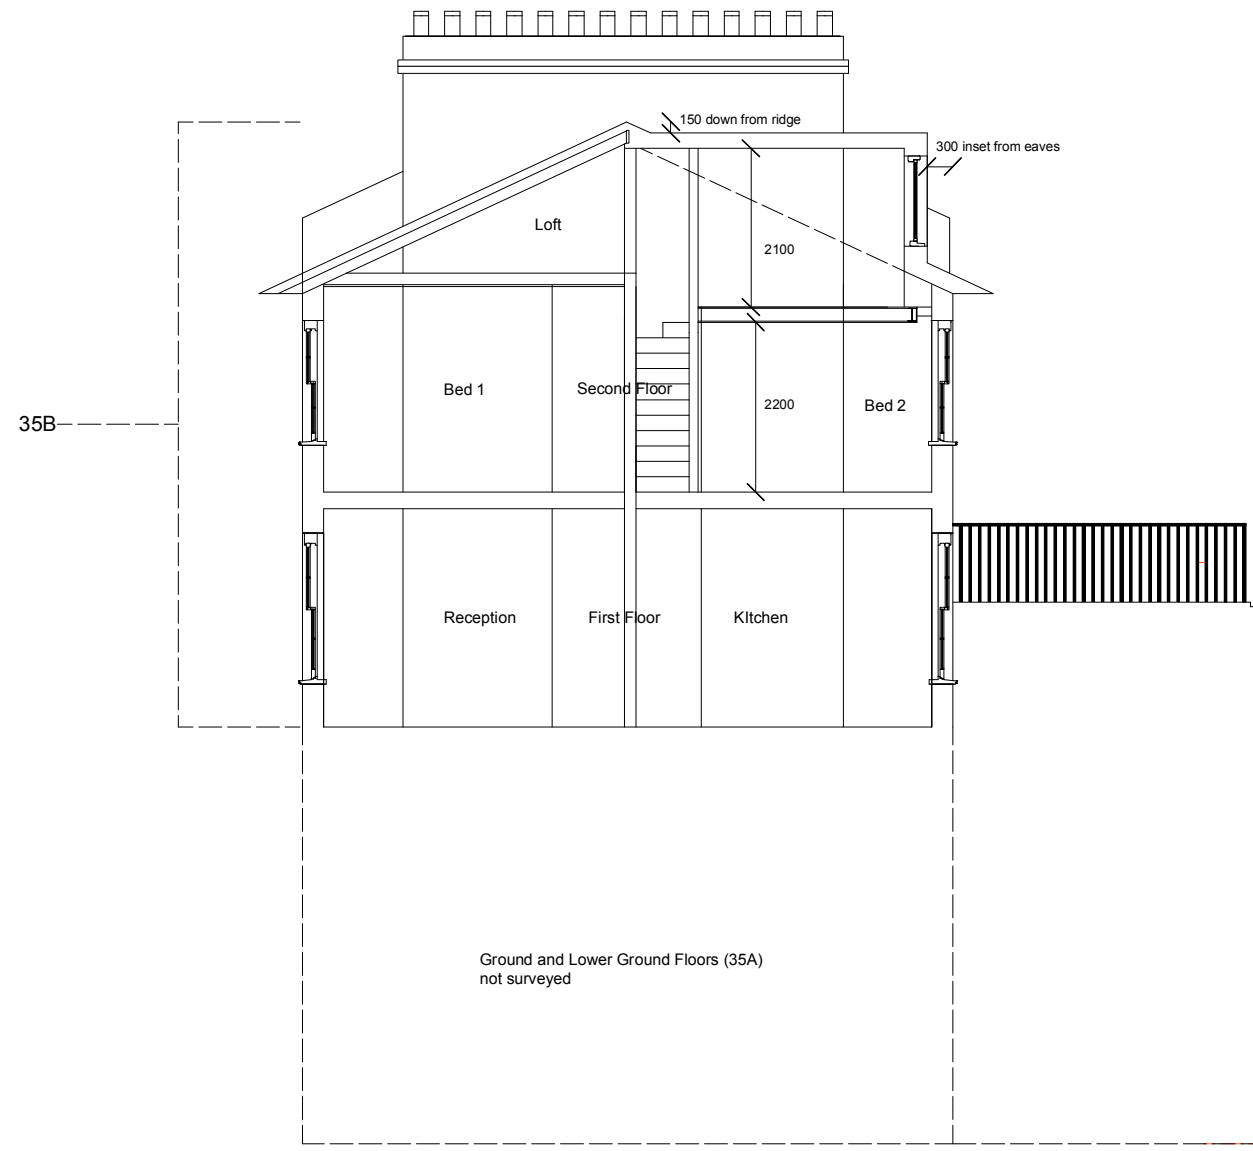 150 down from ridge
300 inset from eaves
Loft
2100
Bed 1
Second Floor
2200
Bed 2
35B
Reception
First Floor
KItchen
Ground and Lower Ground Floors (35A)
not surveyed